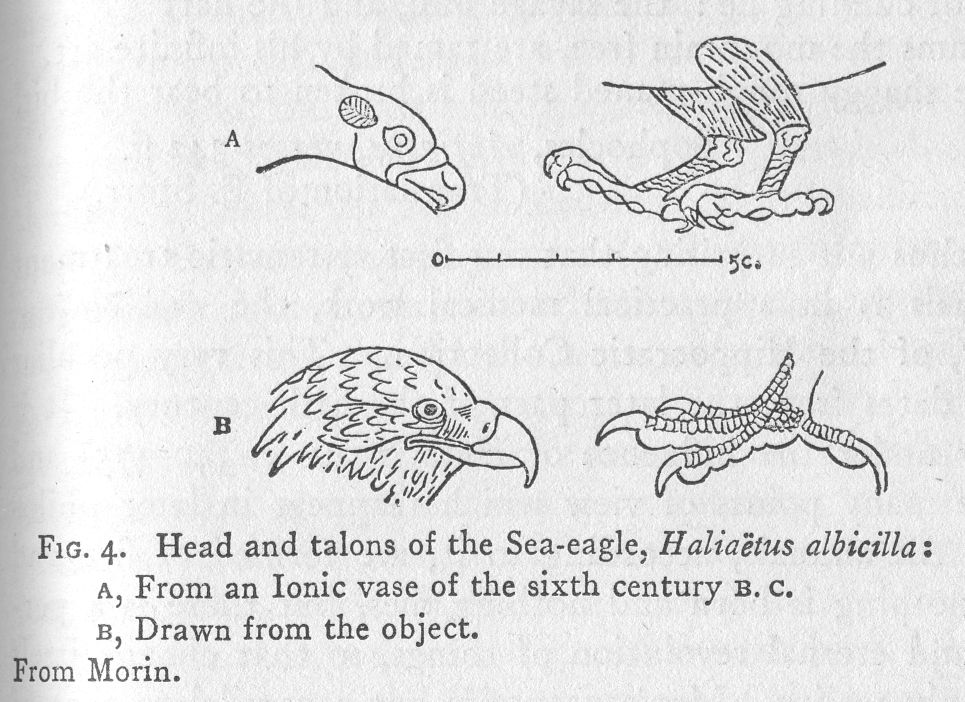 A
0 5c.
B
FIG. 4. Head and talons of the Sea-eagle, Haliaëtus albicilla:
A, From an Ionic vase of the sixth century B. C.
B, Drawn from the object.
From Morin.